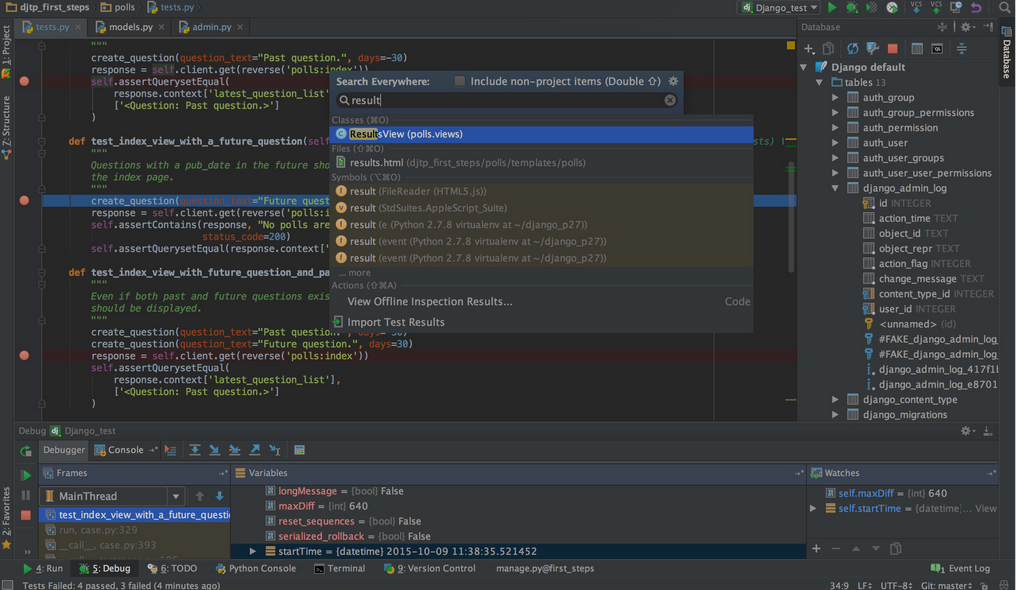 djtp_first_steps polls tests.py Django_test
tests.py × models.py × admin.py × Database
1: Project
Z: Structure
2: Favorites
Database
"""
create_question(question_text="Past question.", days=-30)
response = self.client.get(reverse('polls:index'))
self.assertQuerysetEqual(
response.context['latest_question_list'
['<Question: Past question.>']
)
def test_index_view_with_a_future_question(self
"""
Questions with a pub_date in the future sho
the index page.
"""
create_question(question_text="Future quest
response = self.client.get(reverse('polls:i
self.assertContains(response, "No polls are
status_code=200)
self.assertQuerysetEqual(response.context['
def test_index_view_with_future_question_and_pa
"""
Even if both past and future questions exis
should be displayed.
"""
create_question(question_text="Past question.", days=-30)
create_question(question_text="Future question.", days=30)
response = self.client.get(reverse('polls:index'))
self.assertQuerysetEqual(
response.context['latest_question_list'],
['<Question: Past question.>']
)
Search Everywhere: Include non-project items (Double ⇧)
result
Classes (⌘O)
ResultsView (polls.views)
Files (⇧⌘O)
results.html (djtp_first_steps/polls/templates/polls)
Symbols (⌥⌘O)
result (FileReader (HTML5.js))
result (StdSuites.AppleScript_Suite)
result (e (Python 2.7.8 virtualenv at ~/django_p27))
result (event (Python 2.7.8 virtualenv at ~/django_p27))
result (event (Python 2.7.8 virtualenv at ~/django_p27))
... more
Actions (⇧⌘A)
View Offline Inspection Results... Code
Import Test Results
Django default
tables 13
auth_group
auth_group_permissions
auth_permission
auth_user
auth_user_groups
auth_user_user_permissions
django_admin_log
id INTEGER
action_time TEXT
object_id TEXT
object_repr TEXT
action_flag INTEGER
change_message TEXT
content_type_id INTEGER
user_id INTEGER
<unnamed> (id)
#FAKE_django_admin_log_
#FAKE_django_admin_log_
django_admin_log_417f1
django_admin_log_e8701
django_content_type
django_migrations
Debug Django_test
Debugger Console
Frames Variables Watches
MainThread
test_index_view_with_a_future_questi
run, case.py:329
__call__, case.py:393
longMessage = {bool} False
maxDiff = {int} 640
reset_sequences = {bool} False
serialized_rollback = {bool} False
startTime = {datetime} 2015-10-09 11:38:35.521452
self.maxDiff = {int} 640
self.startTime = {datetime}... View
4: Run 5: Debug 6: TODO Python Console Terminal 9: Version Control manage.py@first_steps Event Log
Tests Failed: 4 passed, 3 failed (4 minutes ago) 34:9 LF÷ UTF-8÷ Git: master÷